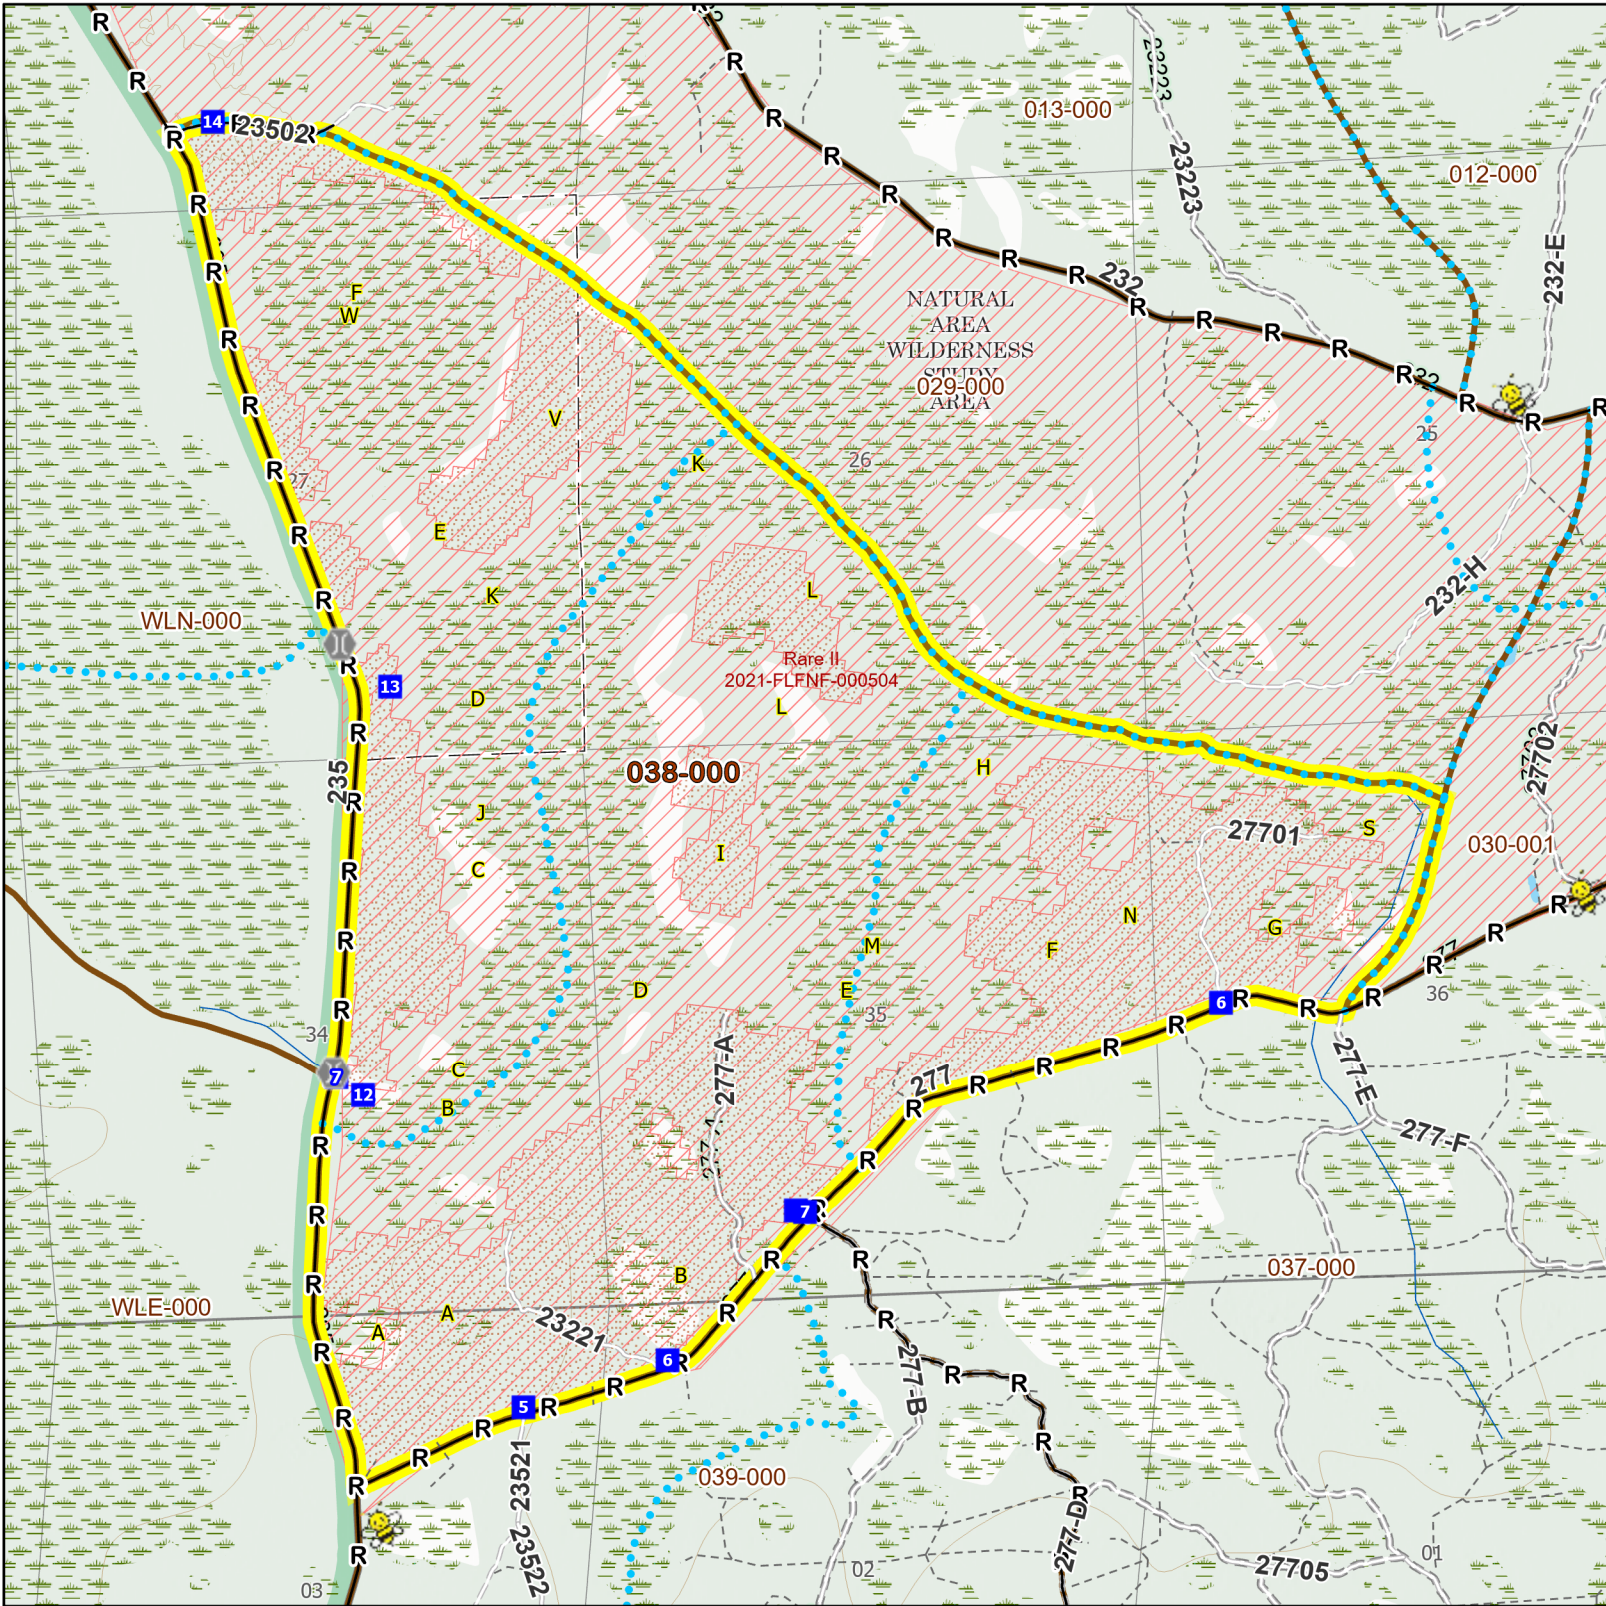 R
R
R
R
14
23502
R
R
R
R
23223
23223
013-000
012-000
232-E
R
R
R
R
R
232
R
R
R
R
R
R
R
R
NATURAL
AREA
WILDERNESS
STUDY
AREA
029-000
25
F
W
R
R
R
R
R
27
R
R
V
E
K
K
26
L
232-H
WLN-000
R
13
D
Rare II
2021-FLFNF-000504
L
038-000
H
235
R
R
J
C
I
27701
S
27702
030-001
R
R
N
F
G
M
D
E
35
R
R
R
R
36
6
R
R
R
R
R
34
7
12
C
B
277-A
277
R
R
277-E
277-F
R
R
R
7
R
R
R
R
B
037-000
WLE-000
R
A
A
23221
R
6
R
R
277-B
R
R
R
R
5
R
R
R
R
23521
039-000
R
R
277-D
R
23522
03
02
27705
01